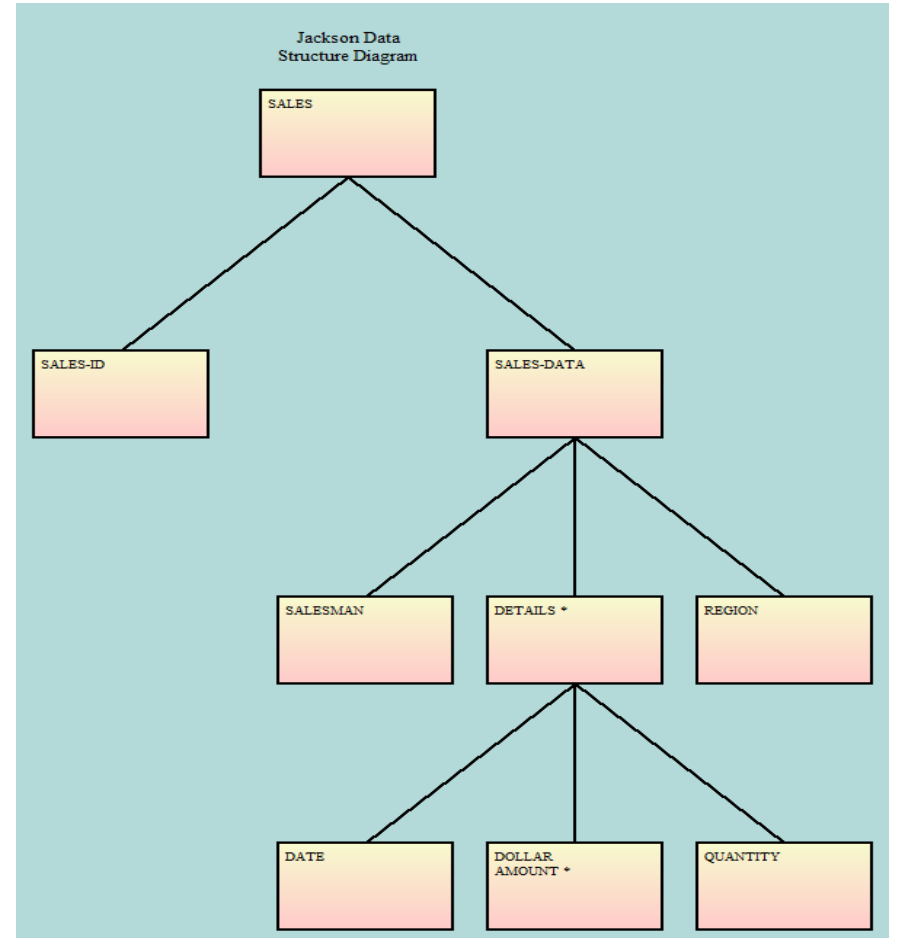 Jackson Data
Structure Diagram
SALES
SALES-ID
SALES-DATA
SALESMAN
DETAILS *
REGION
DATE
DOLLAR
AMOUNT *
QUANTITY